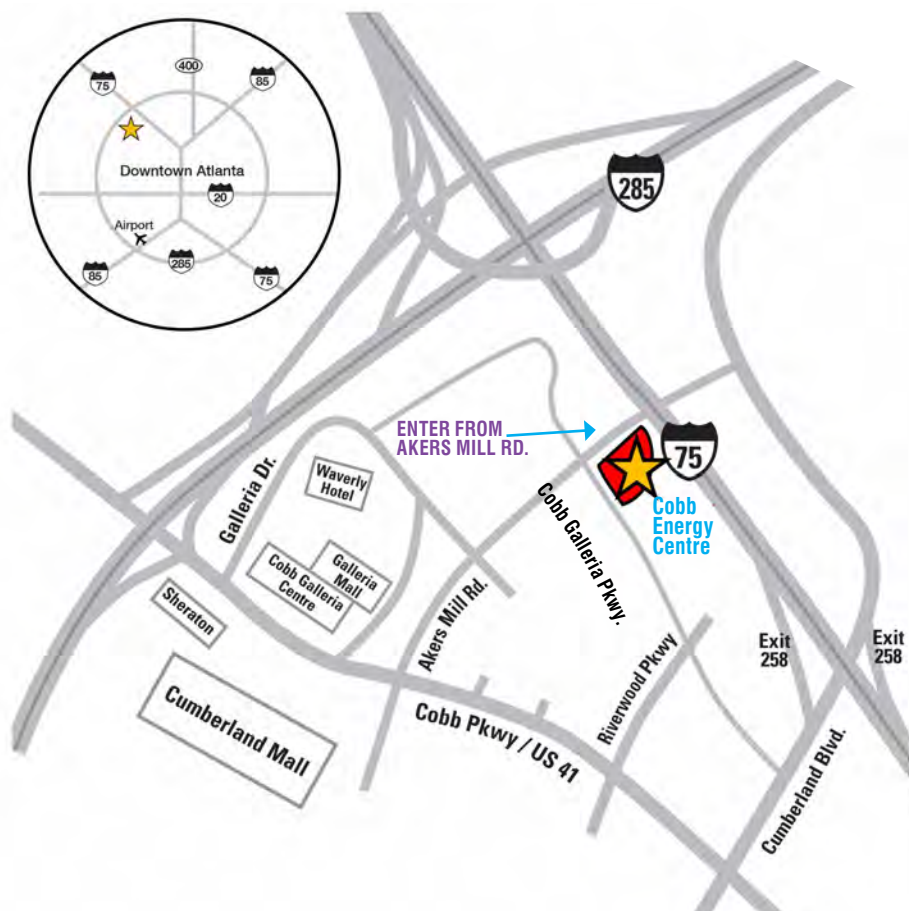 400
75
85
Downtown Atlanta
20
Airport
85
285
75
285
ENTER FROM
AKERS MILL RD.
75
Cobb
Energy
Centre
Galleria Dr.
Waverly
Hotel
Galleria
Mall
Cobb Galleria
Centre
Cobb Galleria Pkwy.
Akers Mill Rd.
Sheraton
Cumberland Mall
Cobb Pkwy / US 41
Riverwood Pkwy
Exit
258
Exit
258
Cumberland Blvd.